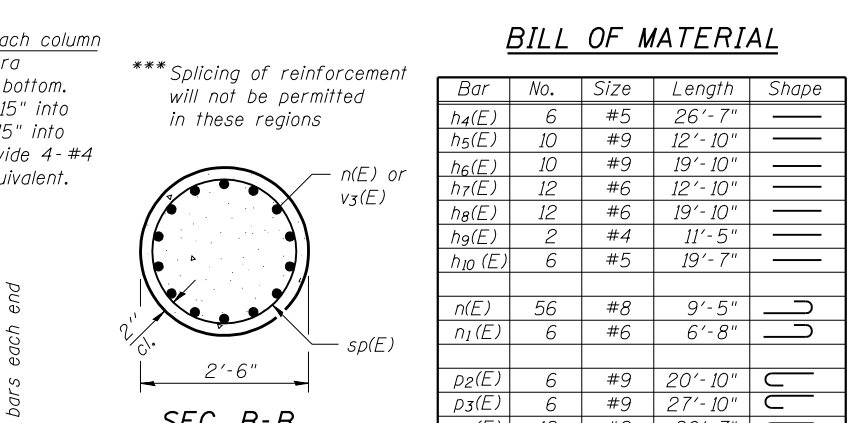 ach column
ra
bottom.
15" into
5" into
vide 4- #4
uivalent.
bars each end
*** Splicing of reinforcement
will not be permitted
in these regions
n(E) or
v3(E)
sp(E)
2" cl.
2'-6"
SEC B-B
BILL OF MATERIAL
Bar No. Size Length Shape
h4(E) 6 #5 26'-7"
h5(E) 10 #9 12'-10"
h6(E) 10 #9 19'-10"
h7(E) 12 #6 12'-10"
h8(E) 12 #6 19'-10"
h9(E) 2 #4 11'-5"
h10 (E) 6 #5 19'-7"
n(E) 56 #8 9'-5"
n1(E) 6 #6 6'-8"
p2(E) 6 #9 20'-10"
p3(E) 6 #9 27'-10"